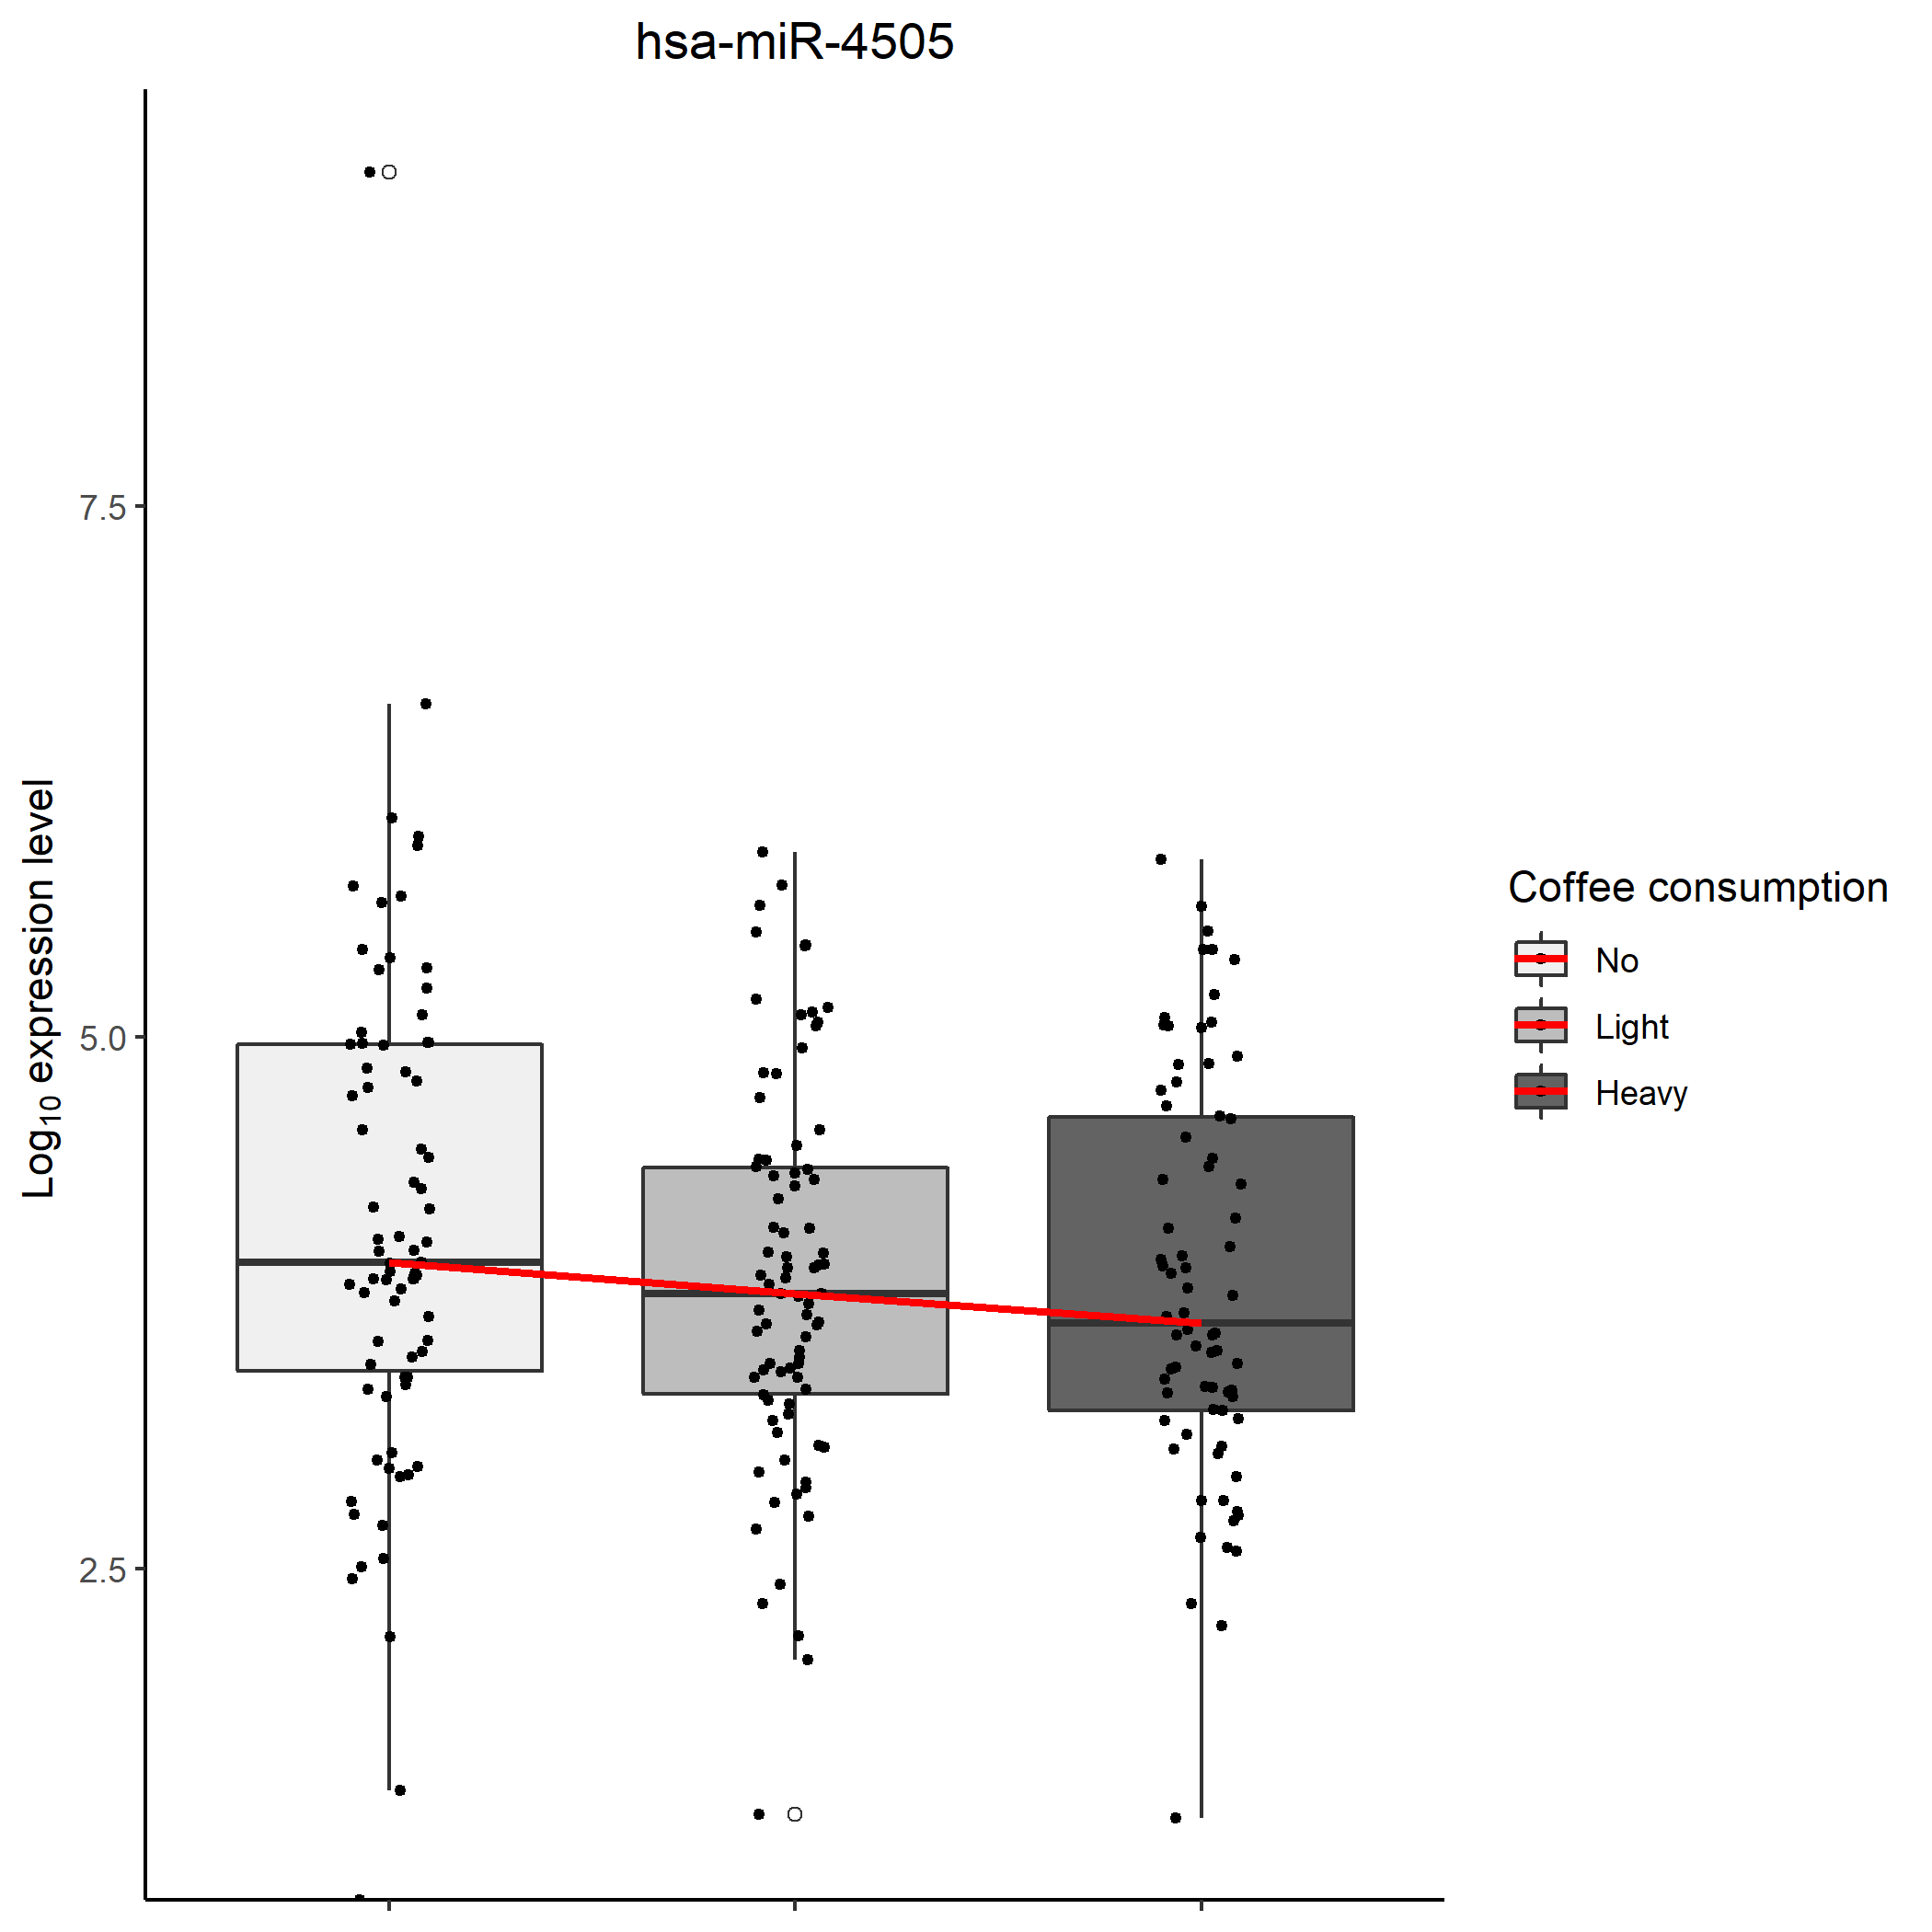 hsa-miR-4505
7.5
5.0
2.5
Log₁₀ expression level
Coffee consumption
No
Light
Heavy